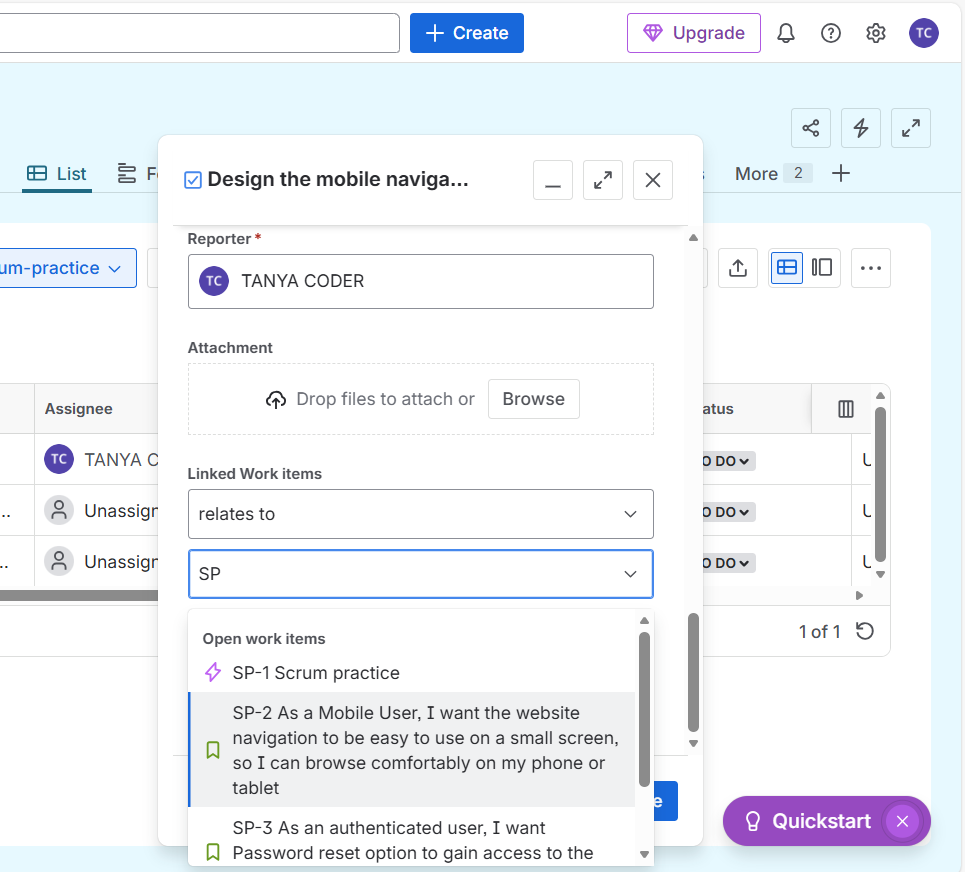 Create
Upgrade
TC
List
More 2
Design the mobile naviga...
um-practice
Reporter *
TC TANYA CODER
Attachment
Drop files to attach or Browse
Assignee
atus
TC TANYA C
O DO
Linked Work items
relates to
... Unassign
O DO
.. Unassign
O DO
SP
1 of 1
Open work items
SP-1 Scrum practice
SP-2 As a Mobile User, I want the website
navigation to be easy to use on a small screen,
so I can browse comfortably on my phone or
tablet
e
Quickstart
SP-3 As an authenticated user, I want
Password reset option to gain access to the